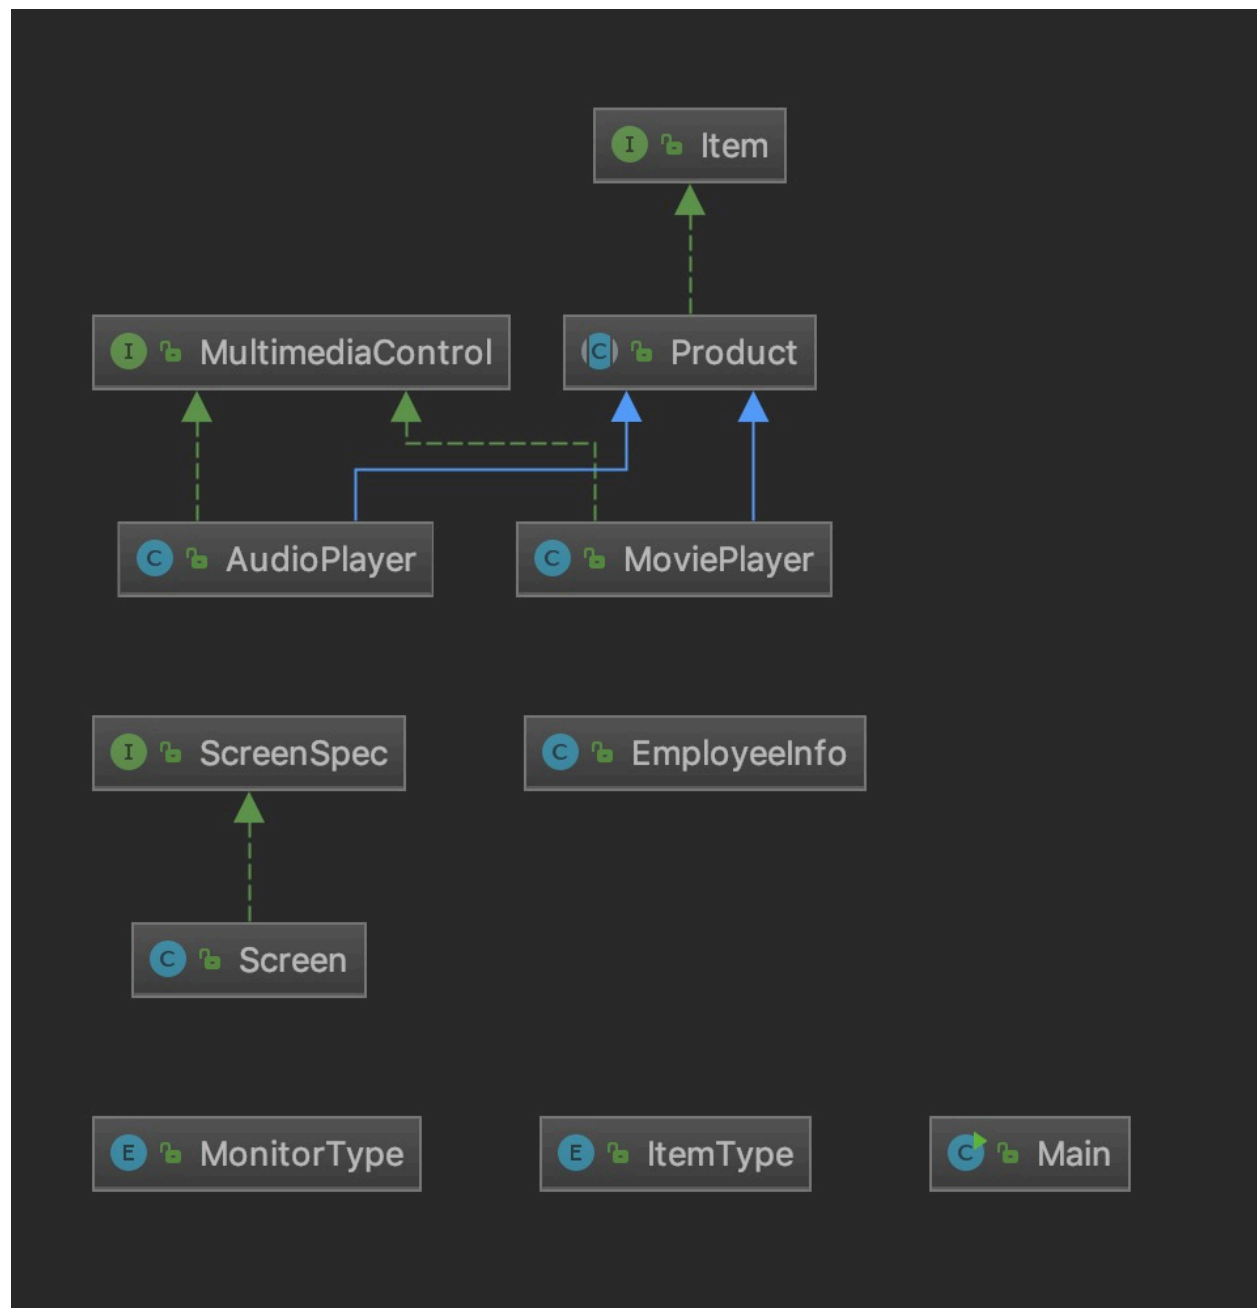 I Item
I MultimediaControl
C Product
C AudioPlayer
C MoviePlayer
I ScreenSpec
C EmployeeInfo
C Screen
E MonitorType
E ItemType
C Main